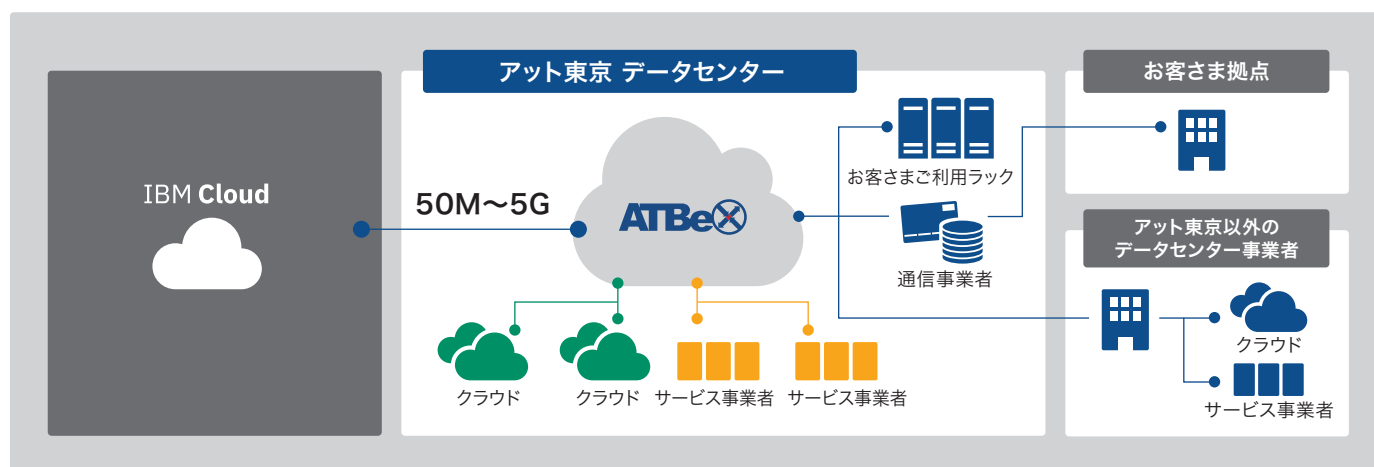 アット東京 データセンター
お客さま拠点
IBM Cloud
50M〜5G
ATBeX
お客さまご利用ラック
通信事業者
アット東京以外の
データセンター事業者
クラウド
クラウド
サービス事業者
サービス事業者
クラウド
サービス事業者